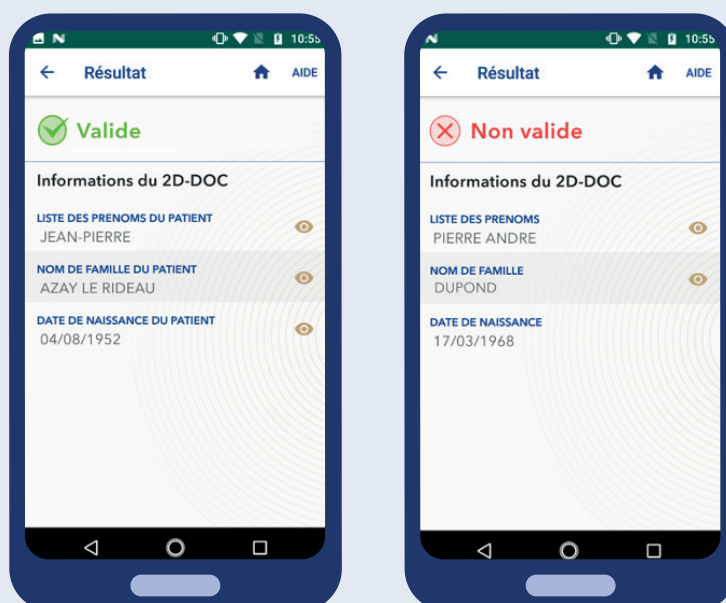 10:55
Résultat
AIDE
Valide
Informations du 2D-DOC
LISTE DES PRENOMS DU PATIENT
JEAN-PIERRE
NOM DE FAMILLE DU PATIENT
AZAY LE RIDEAU
DATE DE NAISSANCE DU PATIENT
04/08/1952
10:55
Résultat
AIDE
Non valide
Informations du 2D-DOC
LISTE DES PRENOMS
PIERRE ANDRE
NOM DE FAMILLE
DUPOND
DATE DE NAISSANCE
17/03/1968